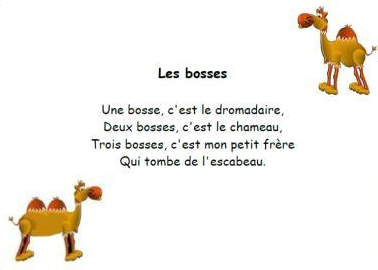 Les bosses
Une bosse, c'est le dromadaire,
Deux bosses, c'est le chameau,
Trois bosses, c'est mon petit frère
Qui tombe de l'escabeau.